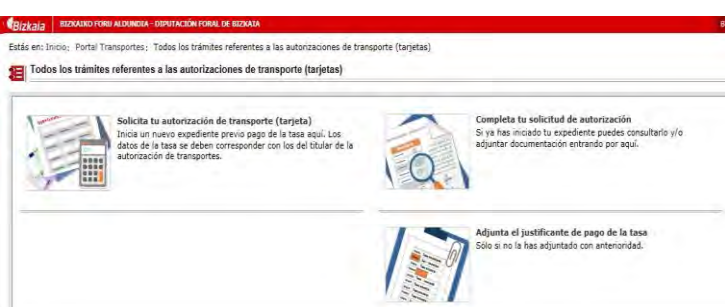 Bizkaia BIZKAIKO FORU ALDUNDIA - DIPUTACIÓN FORAL DE BIZKAIA
Estás en: Inicio; Portal Transportes; Todos los trámites referentes a las autorizaciones de transporte (tarjetas)
Todos los trámites referentes a las autorizaciones de transporte (tarjetas)
Solicita tu autorización de transporte (tarjeta)
Inicia un nuevo expediente previo pago de la tasa aquí. Los
datos de la tasa se deben corresponder con los del titular de la
autorización de transportes.
Completa tu solicitud de autorización
Si ya has iniciado tu expediente puedes consultarlo y/o
adjuntar documentación entrando por aquí.
Adjunta el justificante de pago de la tasa
Sólo si no la has adjuntado con anterioridad.